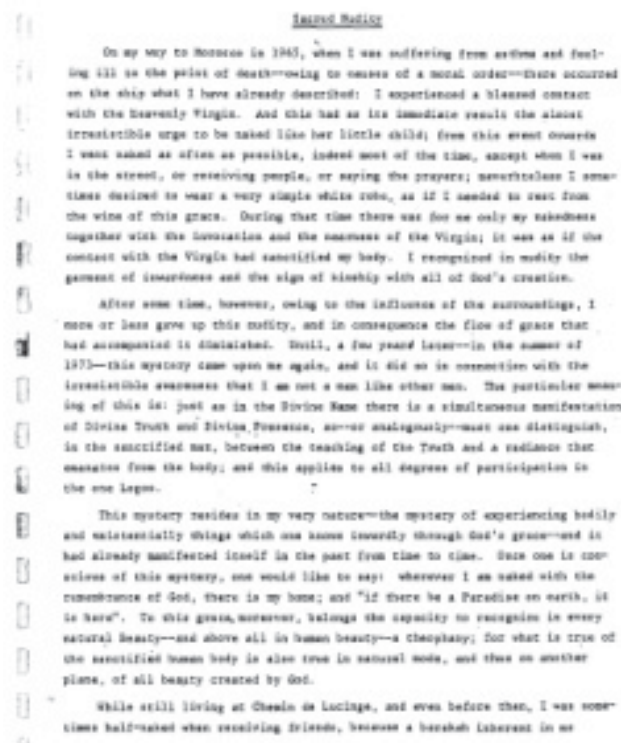 Sacred Nudity
On my way to Morocco in 1965, when I was suffering from asthma and feel-
ing ill to the point of death--owing to causes of a moral order--there occurred
on the ship what I have already described: I experienced a blessed contact
with the heavenly Virgin. And this had as its immediate result the almost
irresistible urge to be naked like her little child; from this event onwards
I went naked as often as possible, indeed most of the time, except when I was
in the street, or receiving people, or saying the prayers; nevertheless I some-
times desired to wear a very simple white robe, as if I needed to rest from
the wine of this grace. During that time there was for me only my nakedness
together with the invocation and the nearness of the Virgin; it was as if the
contact with the Virgin had sanctified my body. I recognized in nudity the
garment of inwardness and the sign of kinship with all of God's creation.
After some time, however, owing to the influence of the surroundings, I
more or less gave up this nudity, and in consequence the flow of grace that
had accompanied it diminished. Until, a few years later--in the summer of
1973--this mystery came upon me again, and it did so in connection with the
irresistible awareness that I am not a man like other men. The particular mean-
ing of this is: just as in the Divine Name there is a simultaneous manifestation
of Divine Truth and Divine Presence, so--or analogously--must one distinguish,
in the sanctified man, between the teaching of the Truth and a radiance that
emanates from the body; and this applies to all degrees of participation in
the one Logos.
This mystery resides in my very nature--the mystery of experiencing bodily
and existentially things which one knows inwardly through God's grace--and it
had already manifested itself in the past from time to time. Once one is con-
scious of this mystery, one would like to say: wherever I am naked with the
remembrance of God, there is my home; and "if there be a Paradise on earth, it
is here". To this grace, moreover, belongs the capacity to recognize in every
natural beauty--and above all in human beauty--a theophany; for what is true of
the sanctified human body is also true in natural mode, and thus on another
plane, of all beauty created by God.
While still living at Chemin de Lucinge, and even before then, I was some-
times half-naked when receiving friends, because a barakah inherent in me